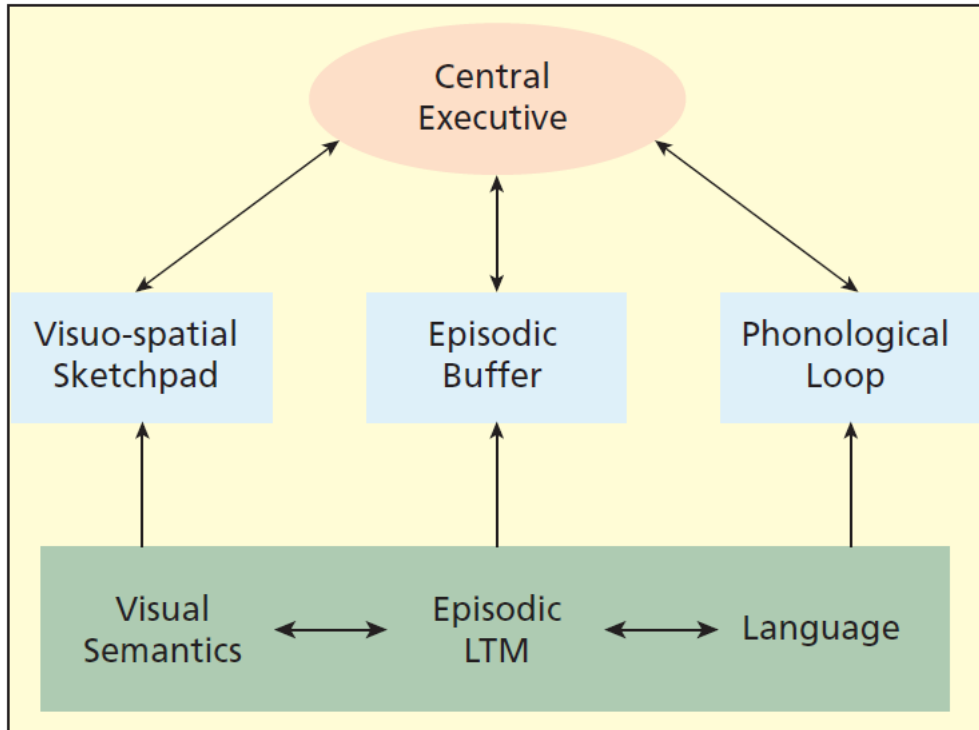 Central
Executive
Visuo-spatial
Sketchpad
Episodic
Buffer
Phonological
Loop
Visual
Semantics
Episodic
LTM
Language